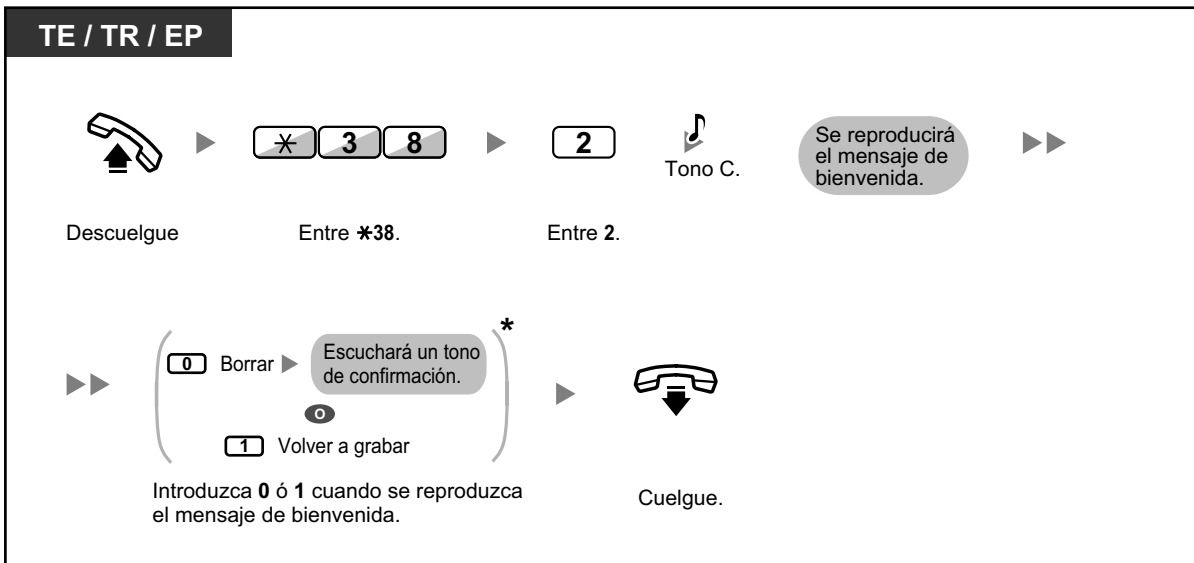 TE / TR / EP
* 3 8
2
Tono C.
Se reproducirá
el mensaje de
bienvenida.
Descuelgue
Entre *38.
Entre 2.
*
0 Borrar
Escuchará un tono
de confirmación.
O
1 Volver a grabar
Introduzca 0 ó 1 cuando se reproduzca
el mensaje de bienvenida.
Cuelgue.